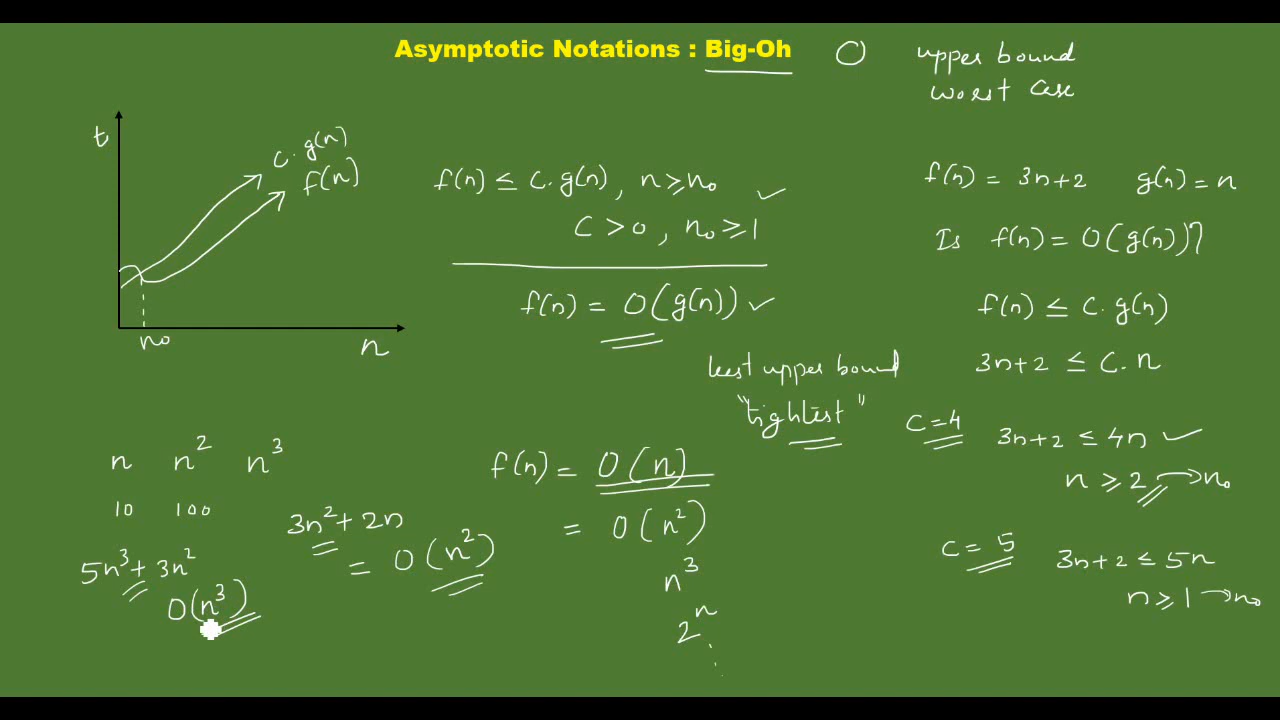 Asymptotic Notations : Big-Oh O upper bound
worst case
t
c. g(n)
f(n)
n₀
n
f(n) ≤ c. g(n), n ≥ n₀ ✓
c > 0, n₀ ≥ 1
f(n) = O(g(n)) ✓
least upper bound
"tightest"
f(n) = 3n+2 g(n) = n
Is f(n) = O(g(n))?
f(n) ≤ c. g(n)
3n+2 ≤ c. n
c=4 3n+2 ≤ 4n ✓
n ≥ 2 → n₀
c = 5 3n+2 ≤ 5n
n ≥ 1 → n₀
n n² n³
10 100
5n³ + 3n²
O(n³)
3n² + 2n
= O(n²)
f(n) = O(n)
= O(n²)
n³
2ⁿ